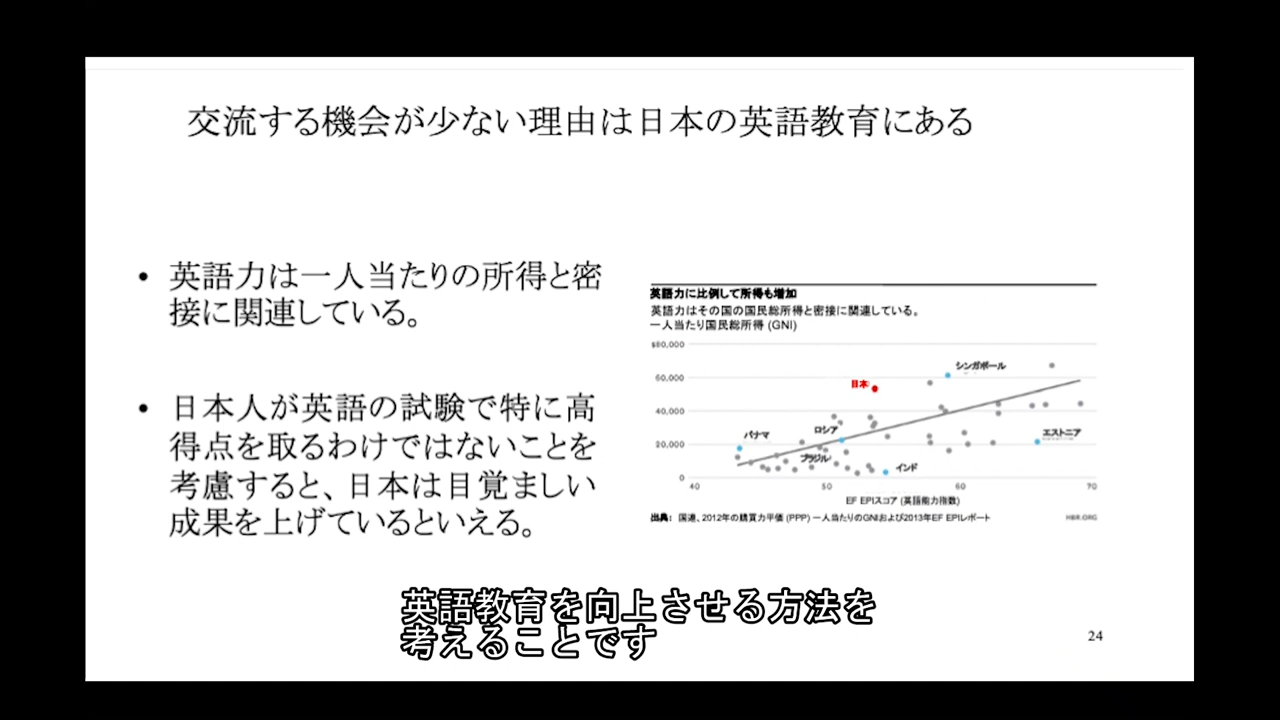 交流する機会が少ない理由は日本の英語教育にある
• 英語力は一人当たりの所得と密
接に関連している。
• 日本人が英語の試験で特に高
得点を取るわけではないことを
考慮すると、日本は目覚ましい
成果を上げているといえる。
英語力に比例して所得も増加
英語力はその国の国民総所得と密接に関連している。
一人当たり国民総所得 (GNI)
$80,000
60,000
40,000
20,000
0
日本
シンガポール
パナマ
ロシア
ブラジル
インド
エストニア
40
50
60
70
EF EPIスコア (英語能力指数)
出典: 国連、2012年の購買力平価 (PPP) 一人当たりのGNIおよび2013年EF EPIレポート
HBR.ORG
英語教育を向上させる方法を
考えることです
24